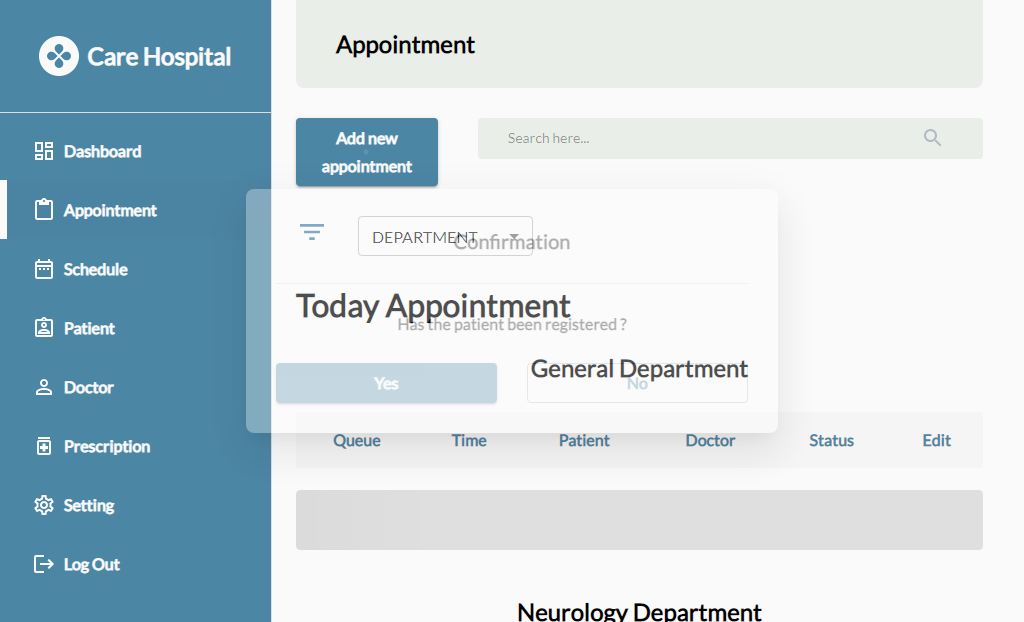 Care Hospital
Dashboard
Appointment
Schedule
Patient
Doctor
Prescription
Setting
Log Out
Appointment
Add new
appointment
Search here...
DEPARTMENT
Confirmation
Today Appointment
Has the patient been registered ?
General Department
Yes
No
Queue Time Patient Doctor Status Edit
Neurology Department